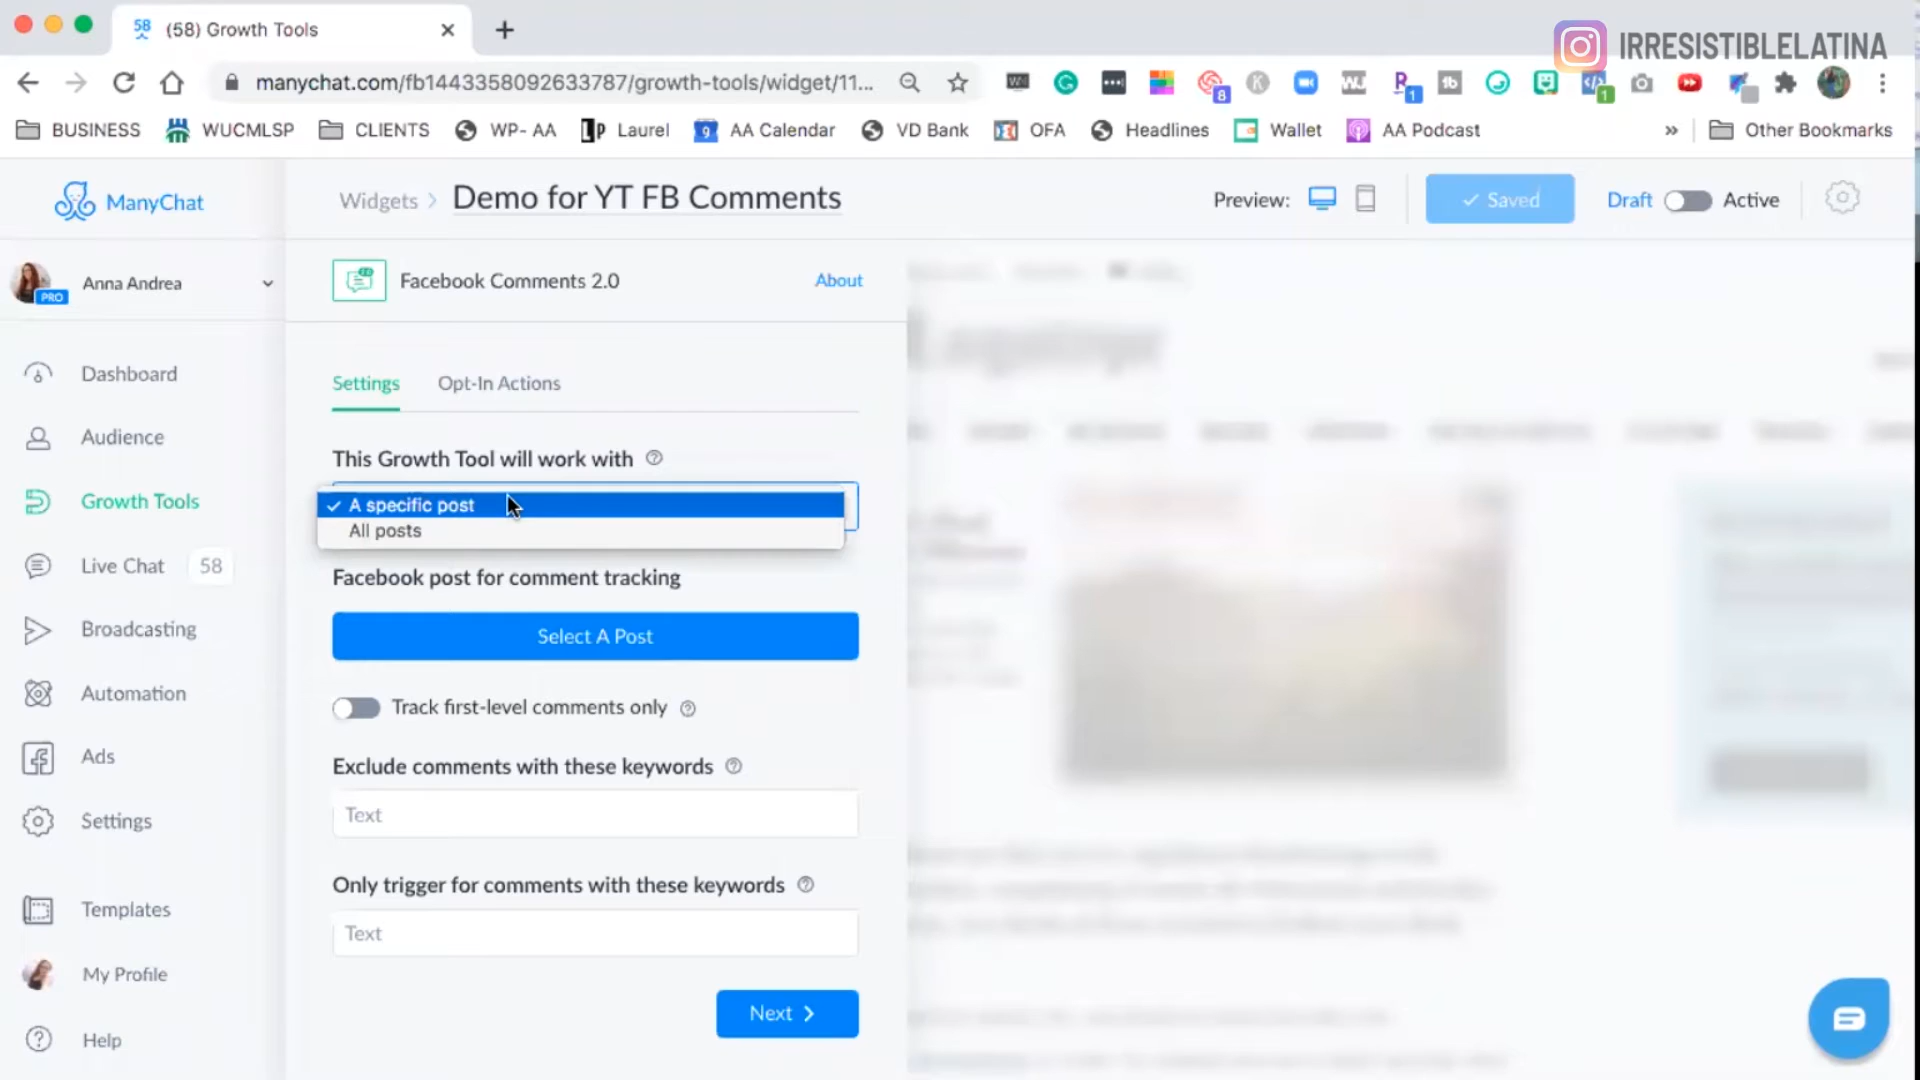 58 (58) Growth Tools
IRRESISTIBLELATINA
manychat.com/fb1443358092633787/growth-tools/widget/11...
8
1
1
BUSINESS WUCMLSP CLIENTS WP- AA Laurel AA Calendar VD Bank OFA Headlines Wallet AA Podcast » Other Bookmarks
ManyChat
Widgets > Demo for YT FB Comments
Preview: ✓ Saved Draft Active
Anna Andrea
PRO
Facebook Comments 2.0 About
Dashboard
Audience
Growth Tools
Live Chat 58
Broadcasting
Automation
Ads
Settings
Templates
My Profile
Help
Settings Opt-In Actions
This Growth Tool will work with
✓ A specific post
All posts
Facebook post for comment tracking
Select A Post
Track first-level comments only
Exclude comments with these keywords
Text
Only trigger for comments with these keywords
Text
Next >